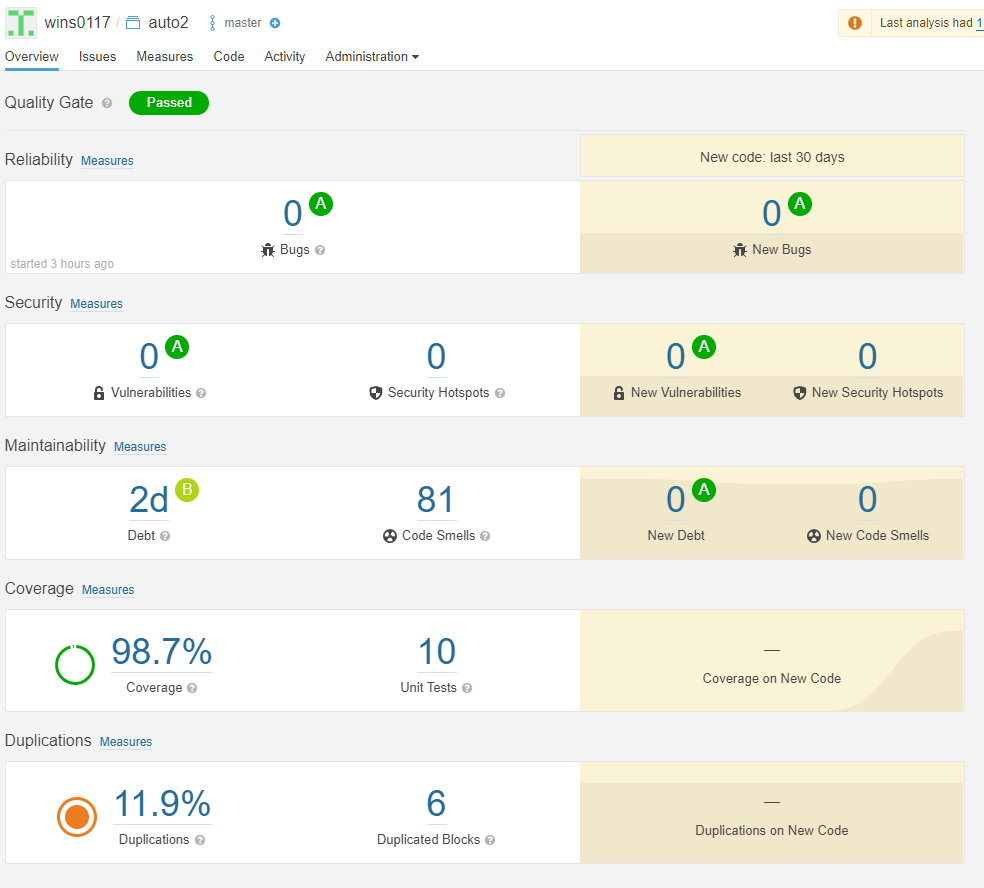 wins0117 / auto2 master
Last analysis had 1
Overview Issues Measures Code Activity Administration
Quality Gate ? Passed
Reliability Measures
New code: last 30 days
0 A
0 A
Bugs ?
New Bugs
started 3 hours ago
Security Measures
0 A
0
0 A
0
Vulnerabilities ?
Security Hotspots ?
New Vulnerabilities
New Security Hotspots
Maintainability Measures
2d B
81
0 A
0
Debt ?
Code Smells ?
New Debt
New Code Smells
Coverage Measures
98.7%
10
—
Coverage ?
Unit Tests ?
Coverage on New Code
Duplications Measures
11.9%
6
—
Duplications ?
Duplicated Blocks ?
Duplications on New Code